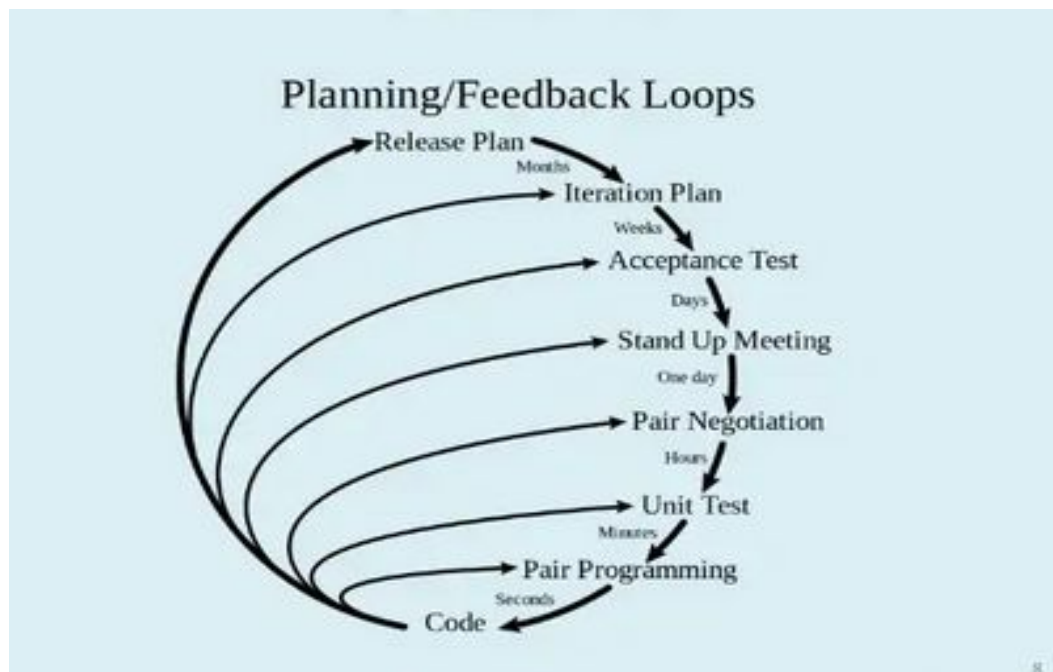 Planning/Feedback Loops
Release Plan
Months
Iteration Plan
Weeks
Acceptance Test
Days
Stand Up Meeting
One day
Pair Negotiation
Hours
Unit Test
Minutes
Pair Programming
Seconds
Code